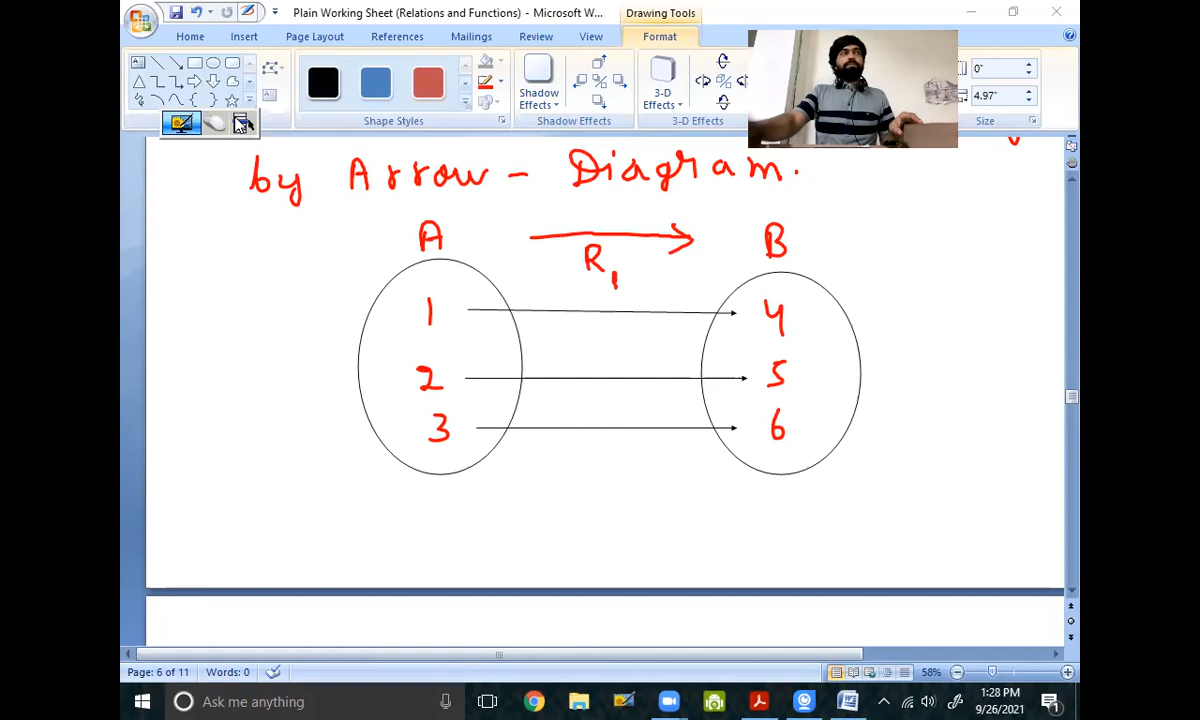 Plain Working Sheet (Relations and Functions) - Microsoft W...
Drawing Tools
Home Insert Page Layout References Mailings Review View Format
Shadow Effects
3-D Effects
0"
4.97"
Shape Styles Shadow Effects 3-D Effects Size
by Arrow - Diagram.
A R1 B
1 4
2 5
3 6
Page: 6 of 11 Words: 0 58%
Ask me anything
1:28 PM
9/26/2021
1